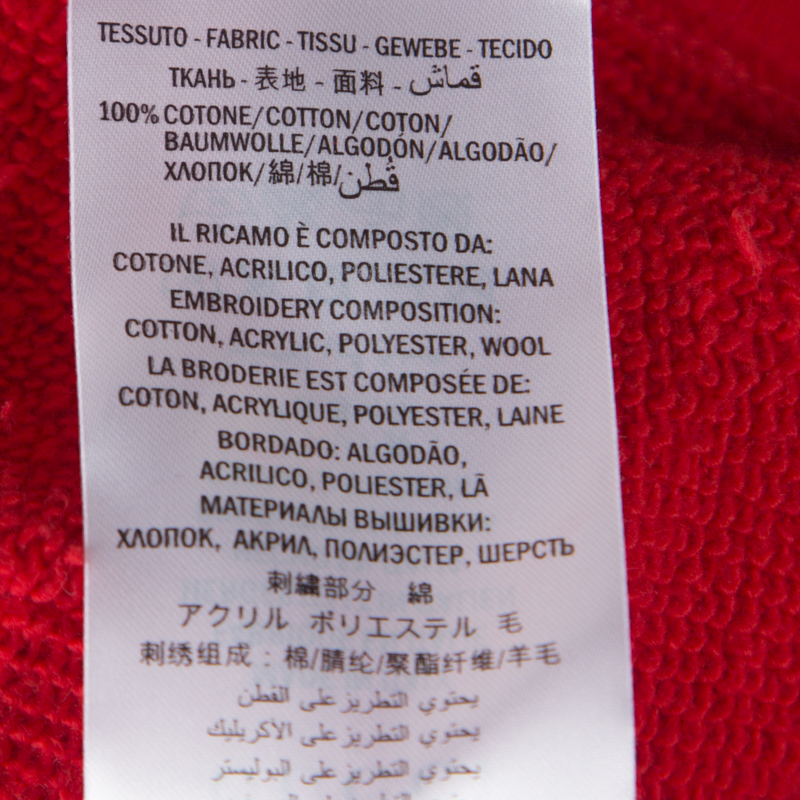 TESSUTO - FABRIC - TISSU - GEWEBE - TECIDO
ТКАНЬ - 表地 - 面料 - قماش
100% COTONE/COTTON/COTON/
BAUMWOLLE/ALGODÓN/ALGODÃO/
ХЛОПОК/綿/棉/قُطن
IL RICAMO È COMPOSTO DA:
COTONE, ACRILICO, POLIESTERE, LANA
EMBROIDERY COMPOSITION:
COTTON, ACRYLIC, POLYESTER, WOOL
LA BRODERIE EST COMPOSÉE DE:
COTON, ACRYLIQUE, POLYESTER, LAINE
BORDADO: ALGODÃO,
ACRILICO, POLIESTER, LÃ
МАТЕРИАЛЫ ВЫШИВКИ:
ХЛОПОК, АКРИЛ, ПОЛИЭСТЕР, ШЕРСТЬ
刺繍部分 綿
アクリル ポリエステル 毛
刺绣组成：棉/腈纶/聚酯纤维/羊毛
يحتوي التطريز على القطن
يحتوي التطريز على الأكريليك
يحتوي التطريز على البوليستر